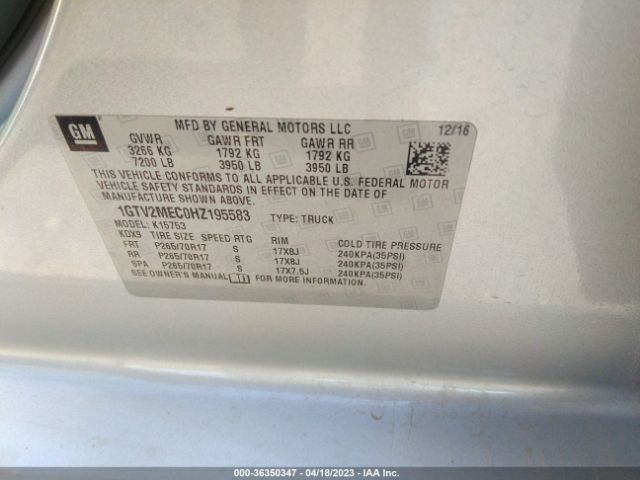 GM
MFD BY GENERAL MOTORS LLC 12/16
GVWR GAWR FRT GAWR RR
3266 KG 1792 KG 1792 KG
7200 LB 3950 LB 3950 LB
THIS VEHICLE CONFORMS TO ALL APPLICABLE U.S. FEDERAL MOTOR
VEHICLE SAFETY STANDARDS IN EFFECT ON THE DATE OF
MANUFACTURE SHOWN ABOVE.
1GTV2MEC0HZ195583 TYPE: TRUCK
MODEL: K15753
KDX9 TIRE SIZE SPEED RTG RIM COLD TIRE PRESSURE
FRT P265/70R17 S 17X8J 240KPA(35PSI)
RR P265/70R17 S 17X8J 240KPA(35PSI)
SPA P265/70R17 S 17X7.5J 240KPA(35PSI)
SEE OWNER'S MANUAL FOR MORE INFORMATION.
000-36350347 - 04/18/2023 - IAA Inc.